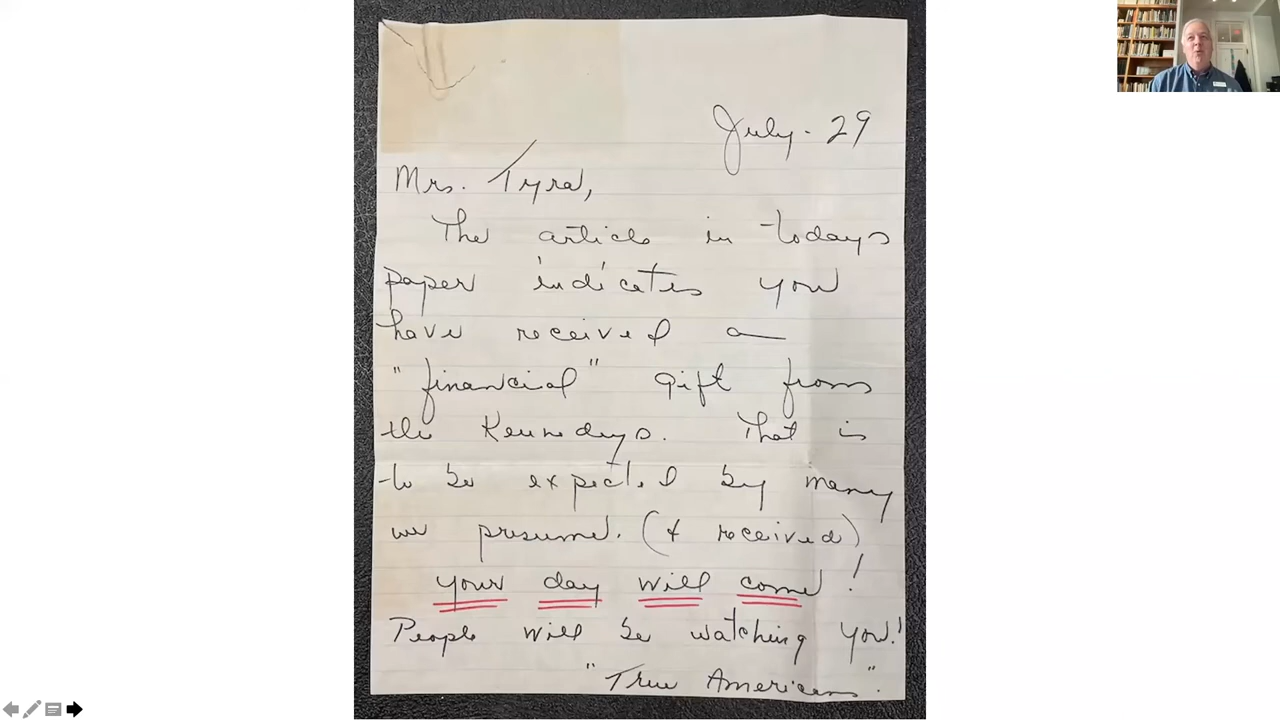 July - 29
Mrs. Tyra,
The article in todays
paper indicates you
have received a
"financial" gift from
the Kennedys. That is
to be expected by many
we presume. (& received)
your day will come!
People will be watching you!
"True Americans".